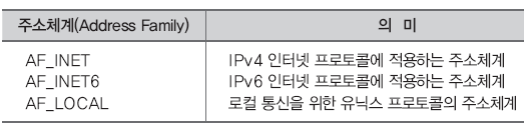 주소체계(Address Family) 의 미
AF_INET IPv4 인터넷 프로토콜에 적용하는 주소체계
AF_INET6 IPv6 인터넷 프로토콜에 적용하는 주소체계
AF_LOCAL 로컬 통신을 위한 유닉스 프로토콜의 주소체계